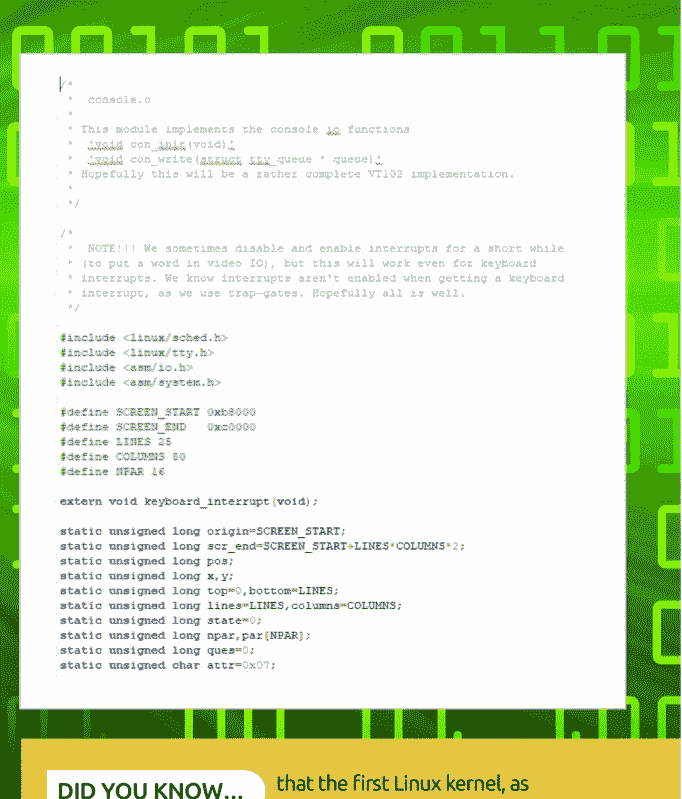 /*
 *  console.c
 *
 * This module implements the console io functions
 *  'void con_init(void)'
 *  'void con_write(struct tty_queue * queue)'
 * Hopefully this will be a rather complete VT102 implementation.
 *
 */
/*
 *  NOTE!!! We sometimes disable and enable interrupts for a short while
 * (to put a word in video IO), but this will work even for keyboard
 * interrupts. We know interrupts aren't enabled when getting a keyboard
 * interrupt, as we use trap-gates. Hopefully all is well.
 */
#include <linux/sched.h>
#include <linux/tty.h>
#include <asm/io.h>
#include <asm/system.h>
#define SCREEN_START 0xb8000
#define SCREEN_END   0xc0000
#define LINES 25
#define COLUMNS 80
#define NPAR 16
extern void keyboard_interrupt(void);
static unsigned long origin=SCREEN_START;
static unsigned long scr_end=SCREEN_START+LINES*COLUMNS*2;
static unsigned long pos;
static unsigned long x,y;
static unsigned long top=0,bottom=LINES;
static unsigned long lines=LINES,columns=COLUMNS;
static unsigned long state=0;
static unsigned long npar,par[NPAR];
static unsigned long ques=0;
static unsigned char attr=0x07;
DID YOU KNOW... that the first Linux kernel, as